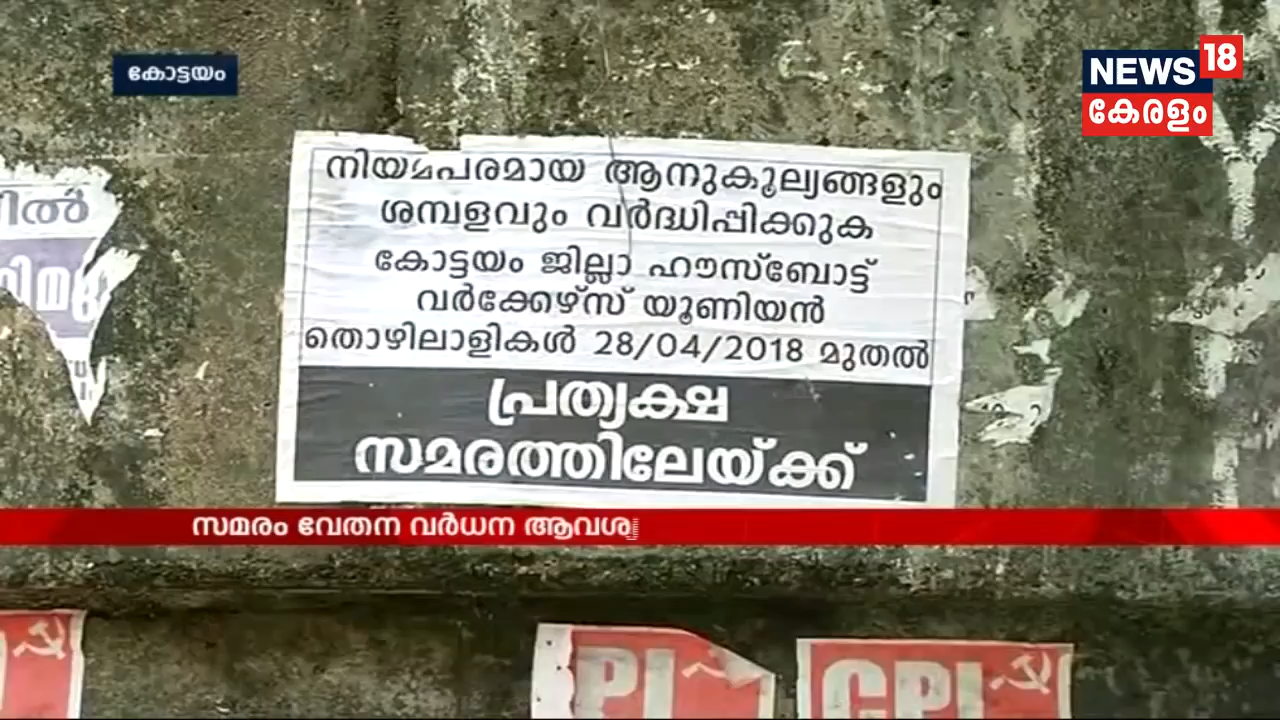 കോട്ടയം
NEWS 18
കേരളം
നിയമപരമായ ആനുകൂല്യങ്ങളും
ശമ്പളവും വർദ്ധിപ്പിക്കുക
കോട്ടയം ജില്ലാ ഹൗസ്ബോട്ട്
വർക്കേഴ്സ് യൂണിയൻ
തൊഴിലാളികൾ 28/04/2018 മുതൽ
പ്രത്യക്ഷ
സമരത്തിലേയ്ക്ക്
സമരം വേതന വർധന
CPI